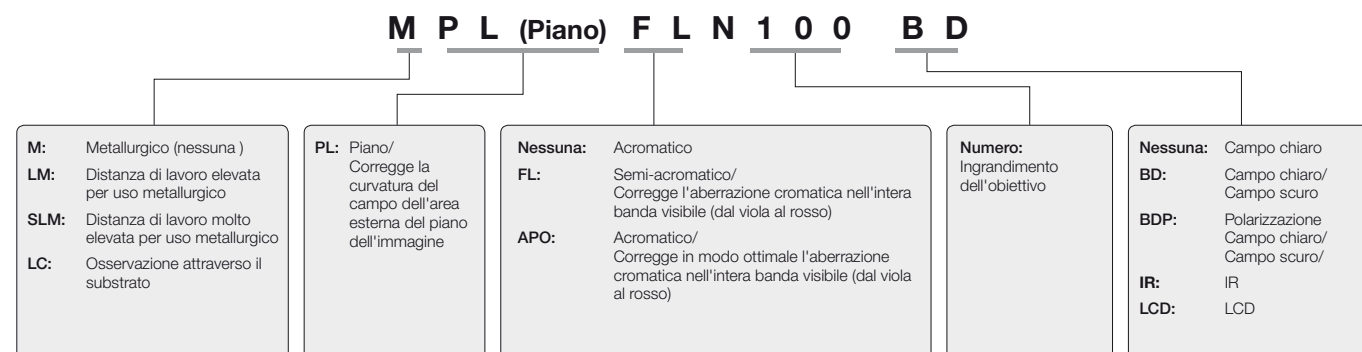 M P L (Piano) F L N 1 0 0 B D
M: Metallurgico (nessuna )
LM: Distanza di lavoro elevata
per uso metallurgico
SLM: Distanza di lavoro molto
elevata per uso metallurgico
LC: Osservazione attraverso il
substrato
PL: Piano/
Corregge la
curvatura del
campo dell'area
esterna del piano
dell'immagine
Nessuna: Acromatico
FL: Semi-acromatico/
Corregge l'aberrazione cromatica nell'intera
banda visibile (dal viola al rosso)
APO: Acromatico/
Corregge in modo ottimale l'aberrazione
cromatica nell'intera banda visibile (dal viola
al rosso)
Numero:
Ingrandimento
dell'obiettivo
Nessuna: Campo chiaro
BD: Campo chiaro/
Campo scuro
BDP: Polarizzazione
Campo chiaro/
Campo scuro/
IR: IR
LCD: LCD